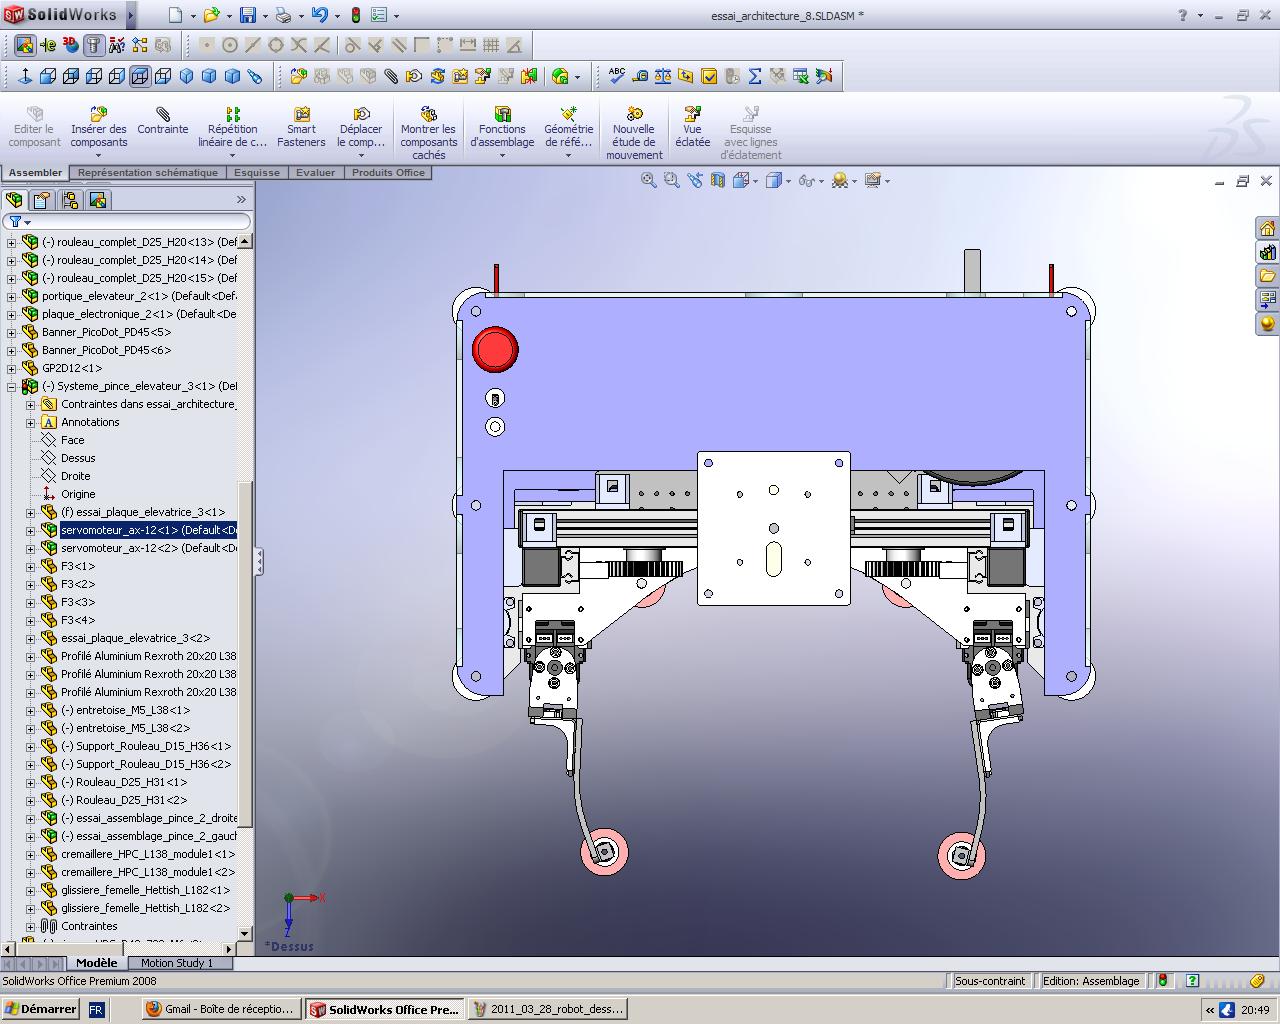 SolidWorks
essai_architecture_8.SLDASM *
Editer le composant
Insérer des composants
Contrainte
Répétition linéaire de c...
Smart Fasteners
Déplacer le comp...
Montrer les composants cachés
Fonctions d'assemblage
Géométrie de réfé...
Nouvelle étude de mouvement
Vue éclatée
Esquisse avec lignes d'éclatement
Assembler
Représentation schématique
Esquisse
Evaluer
Produits Office
(-) rouleau_complet_D25_H20<13> (Def
(-) rouleau_complet_D25_H20<14> (Def
(-) rouleau_complet_D25_H20<15> (Def
portique_elevateur_2<1> (Default<Def
plaque_electronique_2<1> (Default<De
Banner_PicoDot_PD45<5>
Banner_PicoDot_PD45<6>
GP2D12<1>
(-) Systeme_pince_elevateur_3<1> (Def
Contraintes dans essai_architecture_
Annotations
Face
Dessus
Droite
Origine
(f) essai_plaque_elevatrice_3<1>
servomoteur_ax-12<1> (Default<De
servomoteur_ax-12<2> (Default<De
F3<1>
F3<2>
F3<3>
F3<4>
essai_plaque_elevatrice_3<2>
Profilé Aluminium Rexroth 20x20 L38
Profilé Aluminium Rexroth 20x20 L38
Profilé Aluminium Rexroth 20x20 L38
(-) entretoise_M5_L38<1>
(-) entretoise_M5_L38<2>
(-) Support_Rouleau_D15_H36<1>
(-) Support_Rouleau_D15_H36<2>
(-) Rouleau_D25_H31<1>
(-) Rouleau_D25_H31<2>
(-) essai_assemblage_pince_2_droite
(-) essai_assemblage_pince_2_gauch
cremaillere_HPC_L138_module1<1>
cremaillere_HPC_L138_module1<2>
glissiere_femelle_Hettish_L182<1>
glissiere_femelle_Hettish_L182<2>
Contraintes
X
Z
*Dessus
Modèle
Motion Study 1
SolidWorks Office Premium 2008
Sous-contraint
Edition: Assemblage
Démarrer
FR
Gmail - Boîte de réceptio...
SolidWorks Office Pre...
2011_03_28_robot_dess...
20:49